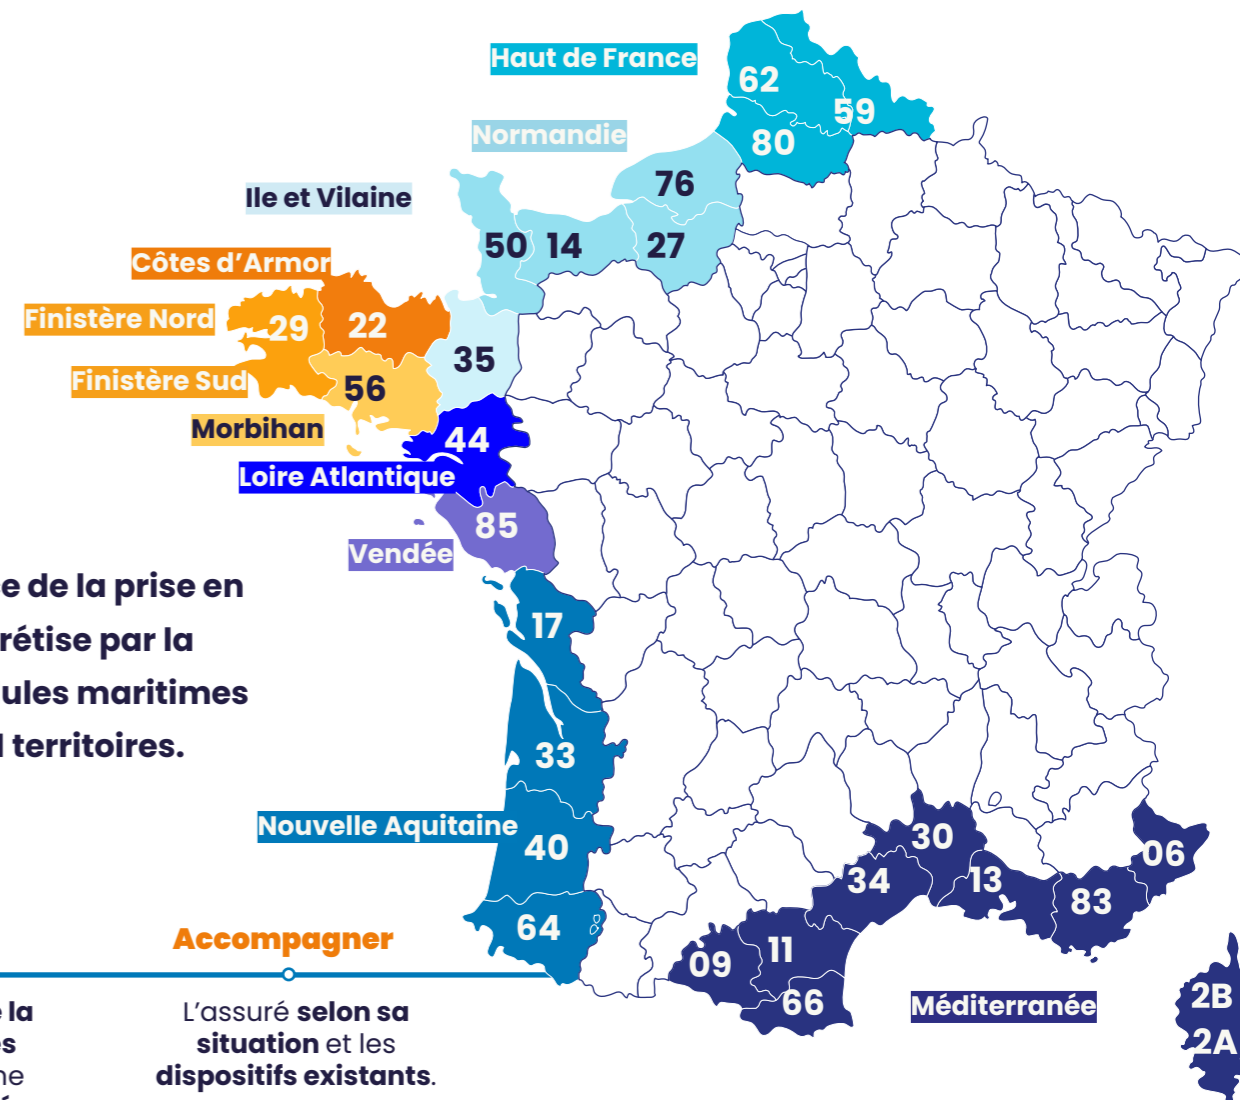 Haut de France
62
59
80
Normandie
76
Ile et Vilaine
50
14
27
Côtes d’Armor
Finistère Nord
29
22
35
Finistère Sud
56
Morbihan
44
Loire Atlantique
85
Vendée
de la prise en
par la
maritimes
territoires.
17
33
Nouvelle Aquitaine
40
64
30
06
34
13
83
09
11
66
Méditerranée
2B
2A
Accompagner
la
L’assuré selon sa
situation et les
dispositifs existants.